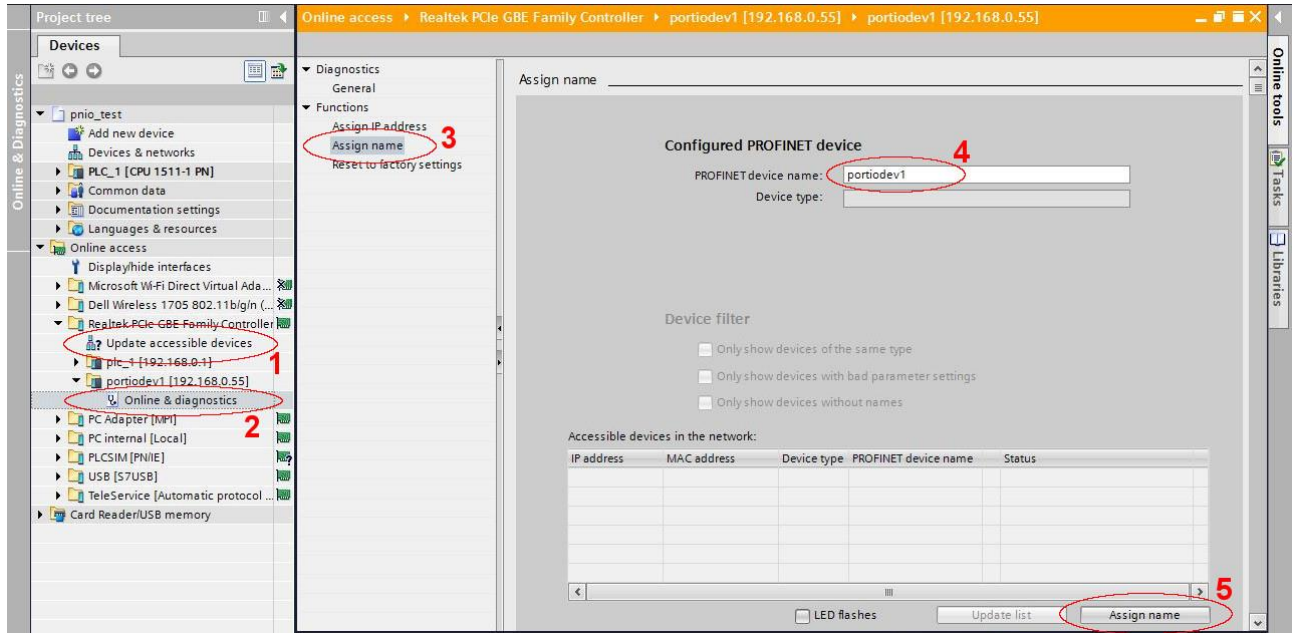 Project tree
Online access ▸ Realtek PCIe GBE Family Controller ▸ portiodev1 [192.168.0.55] ▸ portiodev1 [192.168.0.55]
Online & Diagnostics
Devices
pnio_test
Add new device
Devices & networks
PLC_1 [CPU 1511-1 PN]
Common data
Documentation settings
Languages & resources
Online access
Display/hide interfaces
Microsoft Wi-Fi Direct Virtual Ada...
Dell Wireless 1705 802.11b/g/n (...
Realtek PCIe GBE Family Controller
Update accessible devices
1
plc_1 [192.168.0.1]
portiodev1 [192.168.0.55]
Online & diagnostics
2
PC Adapter [MPI]
PC internal [Local]
PLCSIM [PN/IE]
USB [S7USB]
TeleService [Automatic protocol ...
Card Reader/USB memory
Diagnostics
General
Functions
Assign IP address
Assign name
3
Reset to factory settings
Assign name
Configured PROFINET device
4
PROFINET device name: portiodev1
Device type:
Device filter
Only show devices of the same type
Only show devices with bad parameter settings
Only show devices without names
Accessible devices in the network:
IP address MAC address Device type PROFINET device name Status
5
LED flashes Update list Assign name
Online tools
Tasks
Libraries